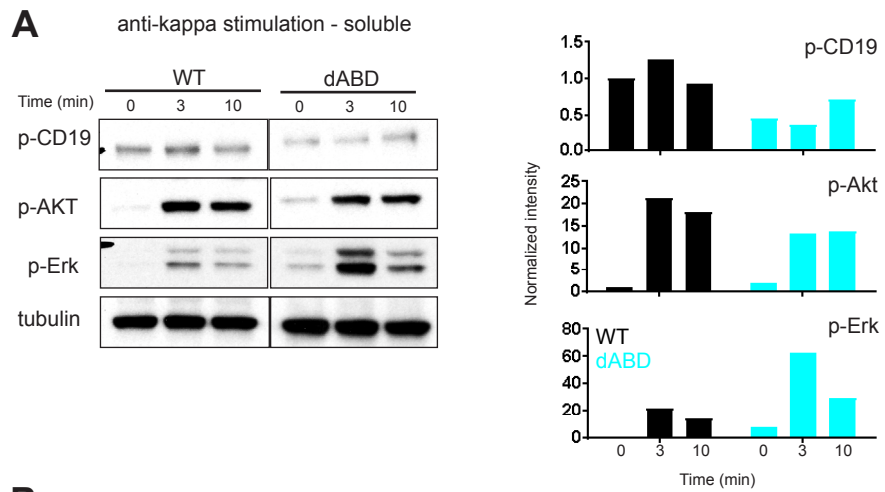 A
anti-kappa stimulation - soluble
WT dABD
Time (min) 0 3 10 0 3 10
p-CD19
p-AKT
p-Erk
tubulin
Normalized intensity
p-CD19
1.5
1.0
0.5
0.0
p-Akt
25
20
15
10
5
0
p-Erk
80
60
40
20
0
WT
dABD
0 3 10 0 3 10
Time (min)